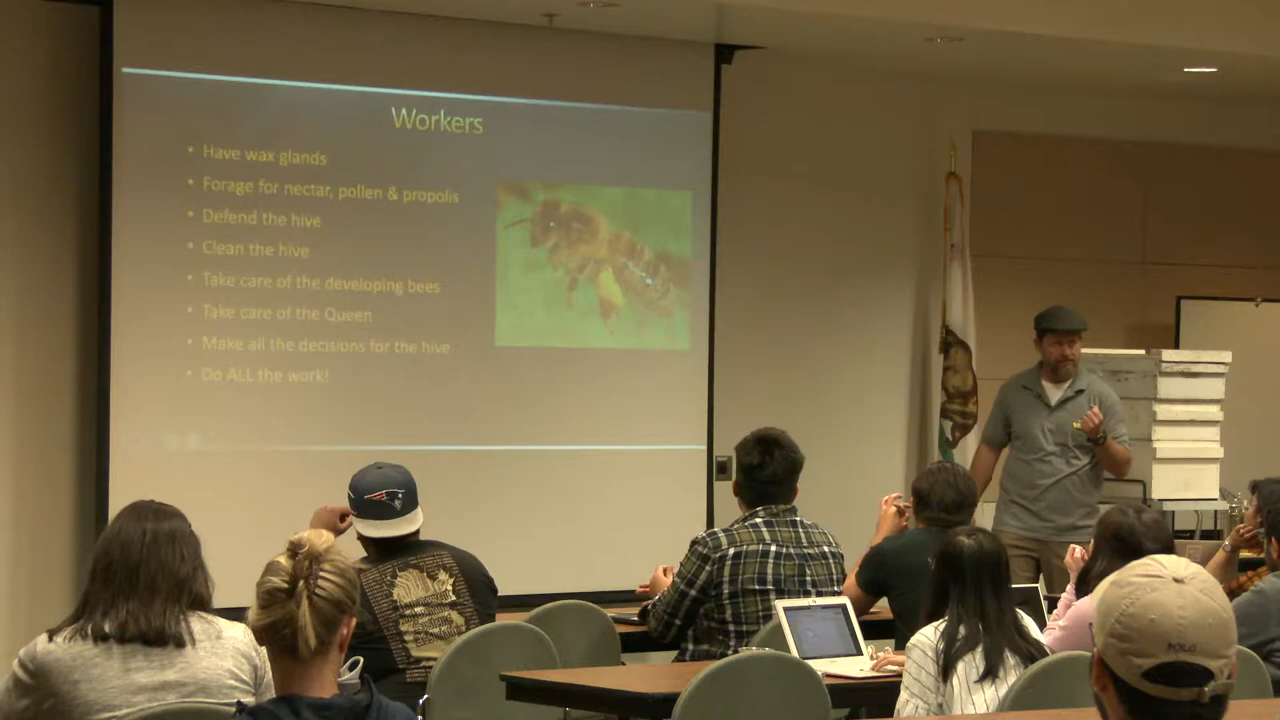 Workers
• Have wax glands
• Forage for nectar, pollen & propolis
• Defend the hive
• Clean the hive
• Take care of the developing bees
• Take care of the Queen
• Make all the decisions for the hive
• Do ALL the work!
POLO